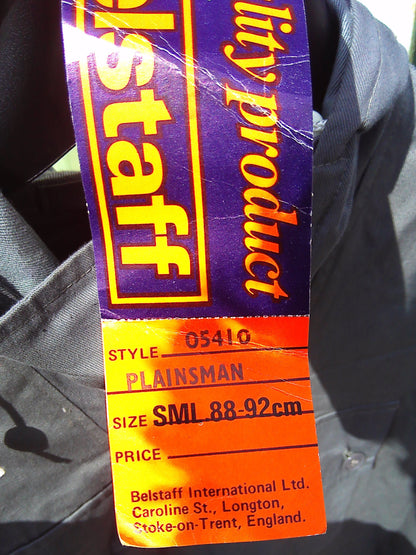 elstaff
lity product
STYLE 05410
PLAINSMAN
SIZE SML 88-92cm
PRICE
Belstaff International Ltd.
Caroline St., Longton,
Stoke-on-Trent, England.